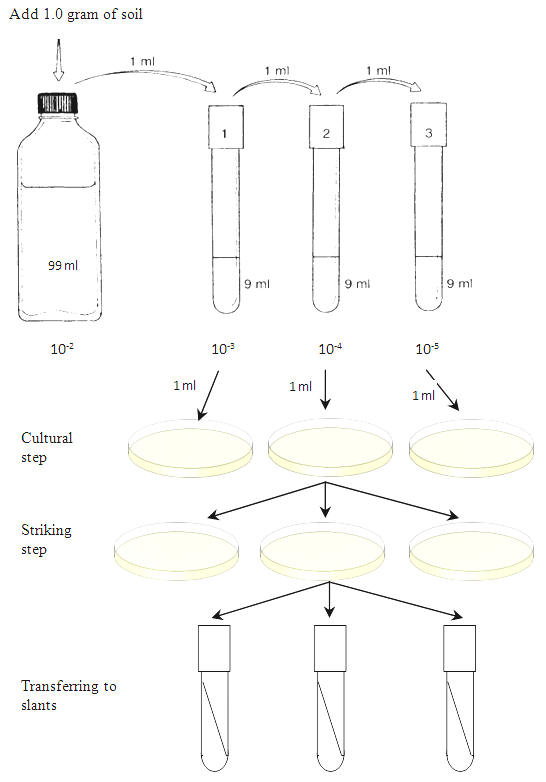 Add 1.0 gram of soil
1 ml
1 ml
1 ml
1
2
3
99 ml
9 ml
9 ml
9 ml
10-2
10-3
10-4
10-5
1 ml
1 ml
1 ml
Cultural
step
Striking
step
Transferring to
slants